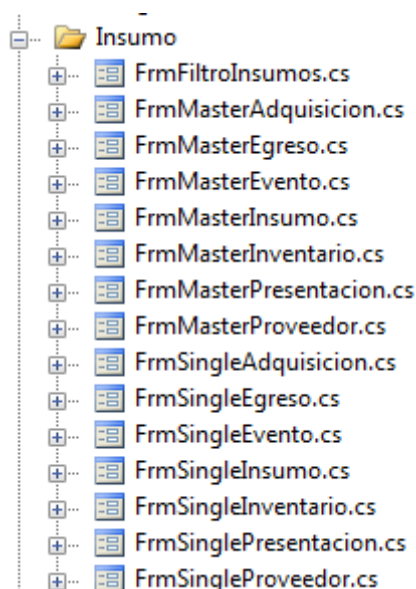 Insumo
FrmFiltroInsumos.cs
FrmMasterAdquisicion.cs
FrmMasterEgreso.cs
FrmMasterEvento.cs
FrmMasterInsumo.cs
FrmMasterInventario.cs
FrmMasterPresentacion.cs
FrmMasterProveedor.cs
FrmSingleAdquisicion.cs
FrmSingleEgreso.cs
FrmSingleEvento.cs
FrmSingleInsumo.cs
FrmSingleInventario.cs
FrmSinglePresentacion.cs
FrmSingleProveedor.cs